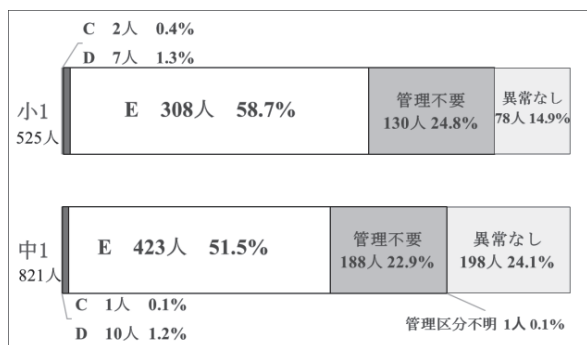 C 2人 0.4%
D 7人 1.3%
小1
525人
E 308人 58.7%
管理不要
130人 24.8%
異常なし
78人 14.9%
中1
821人
E 423人 51.5%
管理不要
188人 22.9%
異常なし
198人 24.1%
C 1人 0.1%
D 10人 1.2%
管理区分不明 1人 0.1%